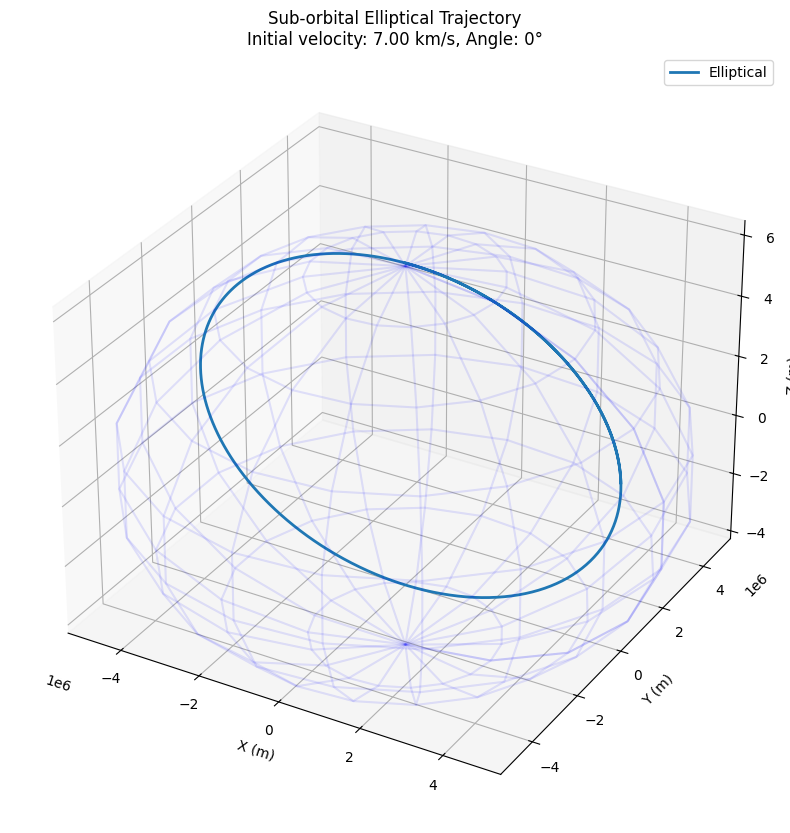 Sub-orbital Elliptical Trajectory
Initial velocity: 7.00 km/s, Angle: 0°
Elliptical
6
4
2
0
−2
−4
1e6
4
2
0
−2
−4
Y (m)
1e6
−4
−2
0
2
4
X (m)